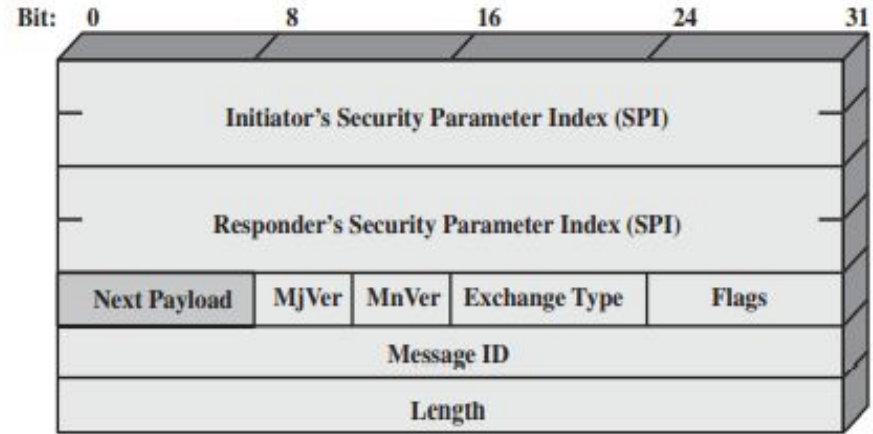 Bit: 0 8 16 24 31
Initiator's Security Parameter Index (SPI)
Responder's Security Parameter Index (SPI)
Next Payload MjVer MnVer Exchange Type Flags
Message ID
Length